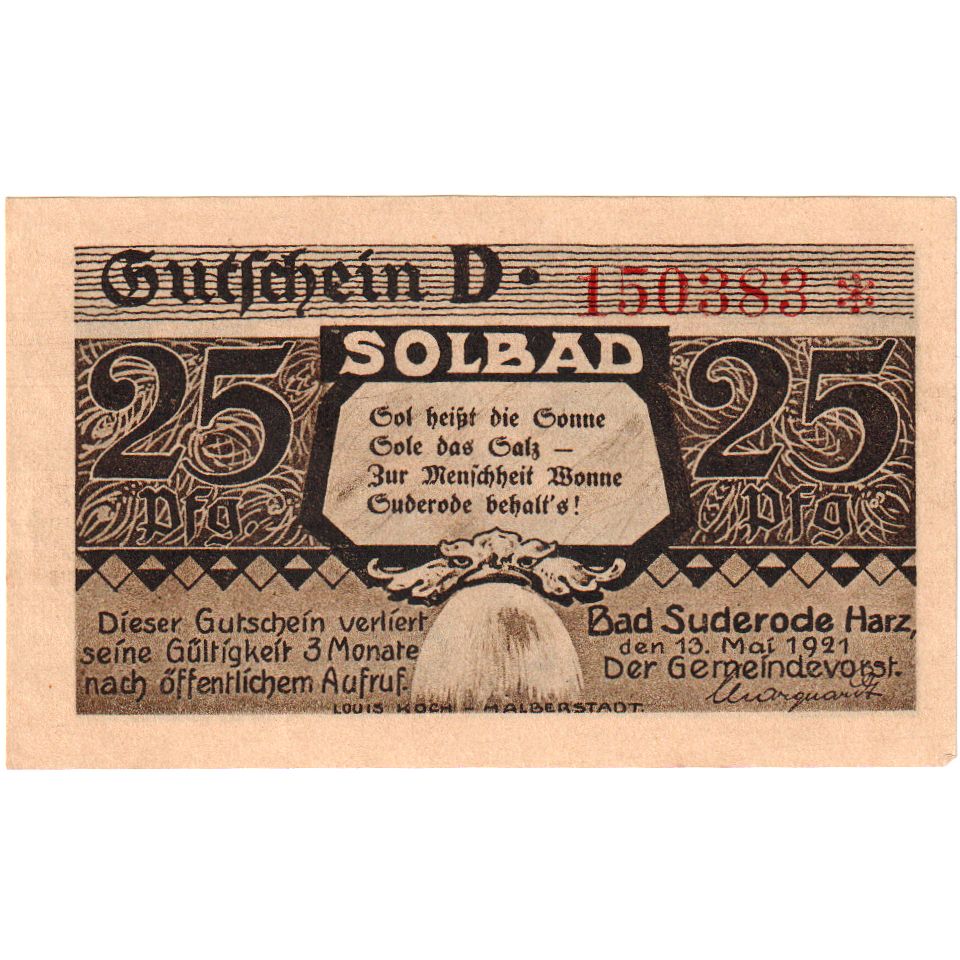 Gutschein D· 150383 *
SOLBAD
25 Pfg
Sol heißt die Sonne
Sole das Salz —
Zur Menschheit Wonne
Suderode behalt's!
25 Pfg
Dieser Gutschein verliert
seine Gültigkeit 3 Monate
nach öffentlichem Aufruf.
Bad Suderode Harz,
den 13. Mai 1921
Der Gemeindevorst.
Marquardt
LOUIS KOCH – HALBERSTADT.